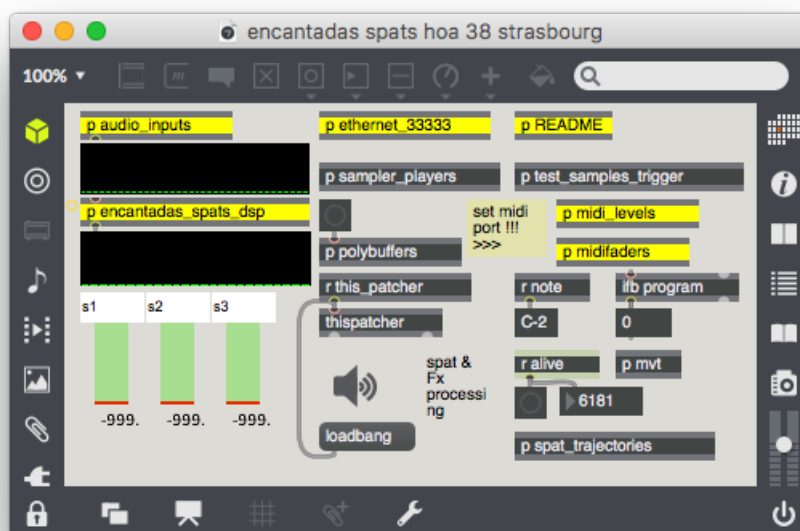 encantadas spats hoa 38 strasbourg
100% ▼
p audio_inputs
p ethernet_33333
p README
p sampler_players
p test_samples_trigger
p encantadas_spats_dsp
set midi
port !!!
>>>
p midi_levels
p polybuffers
p midifaders
r this_patcher
r note
ifb program
s1 s2 s3
thispatcher
C-2
0
spat &
Fx
processi
ng
r alive
p mvt
6181
-999. -999. -999.
loadbang
p spat_trajectories